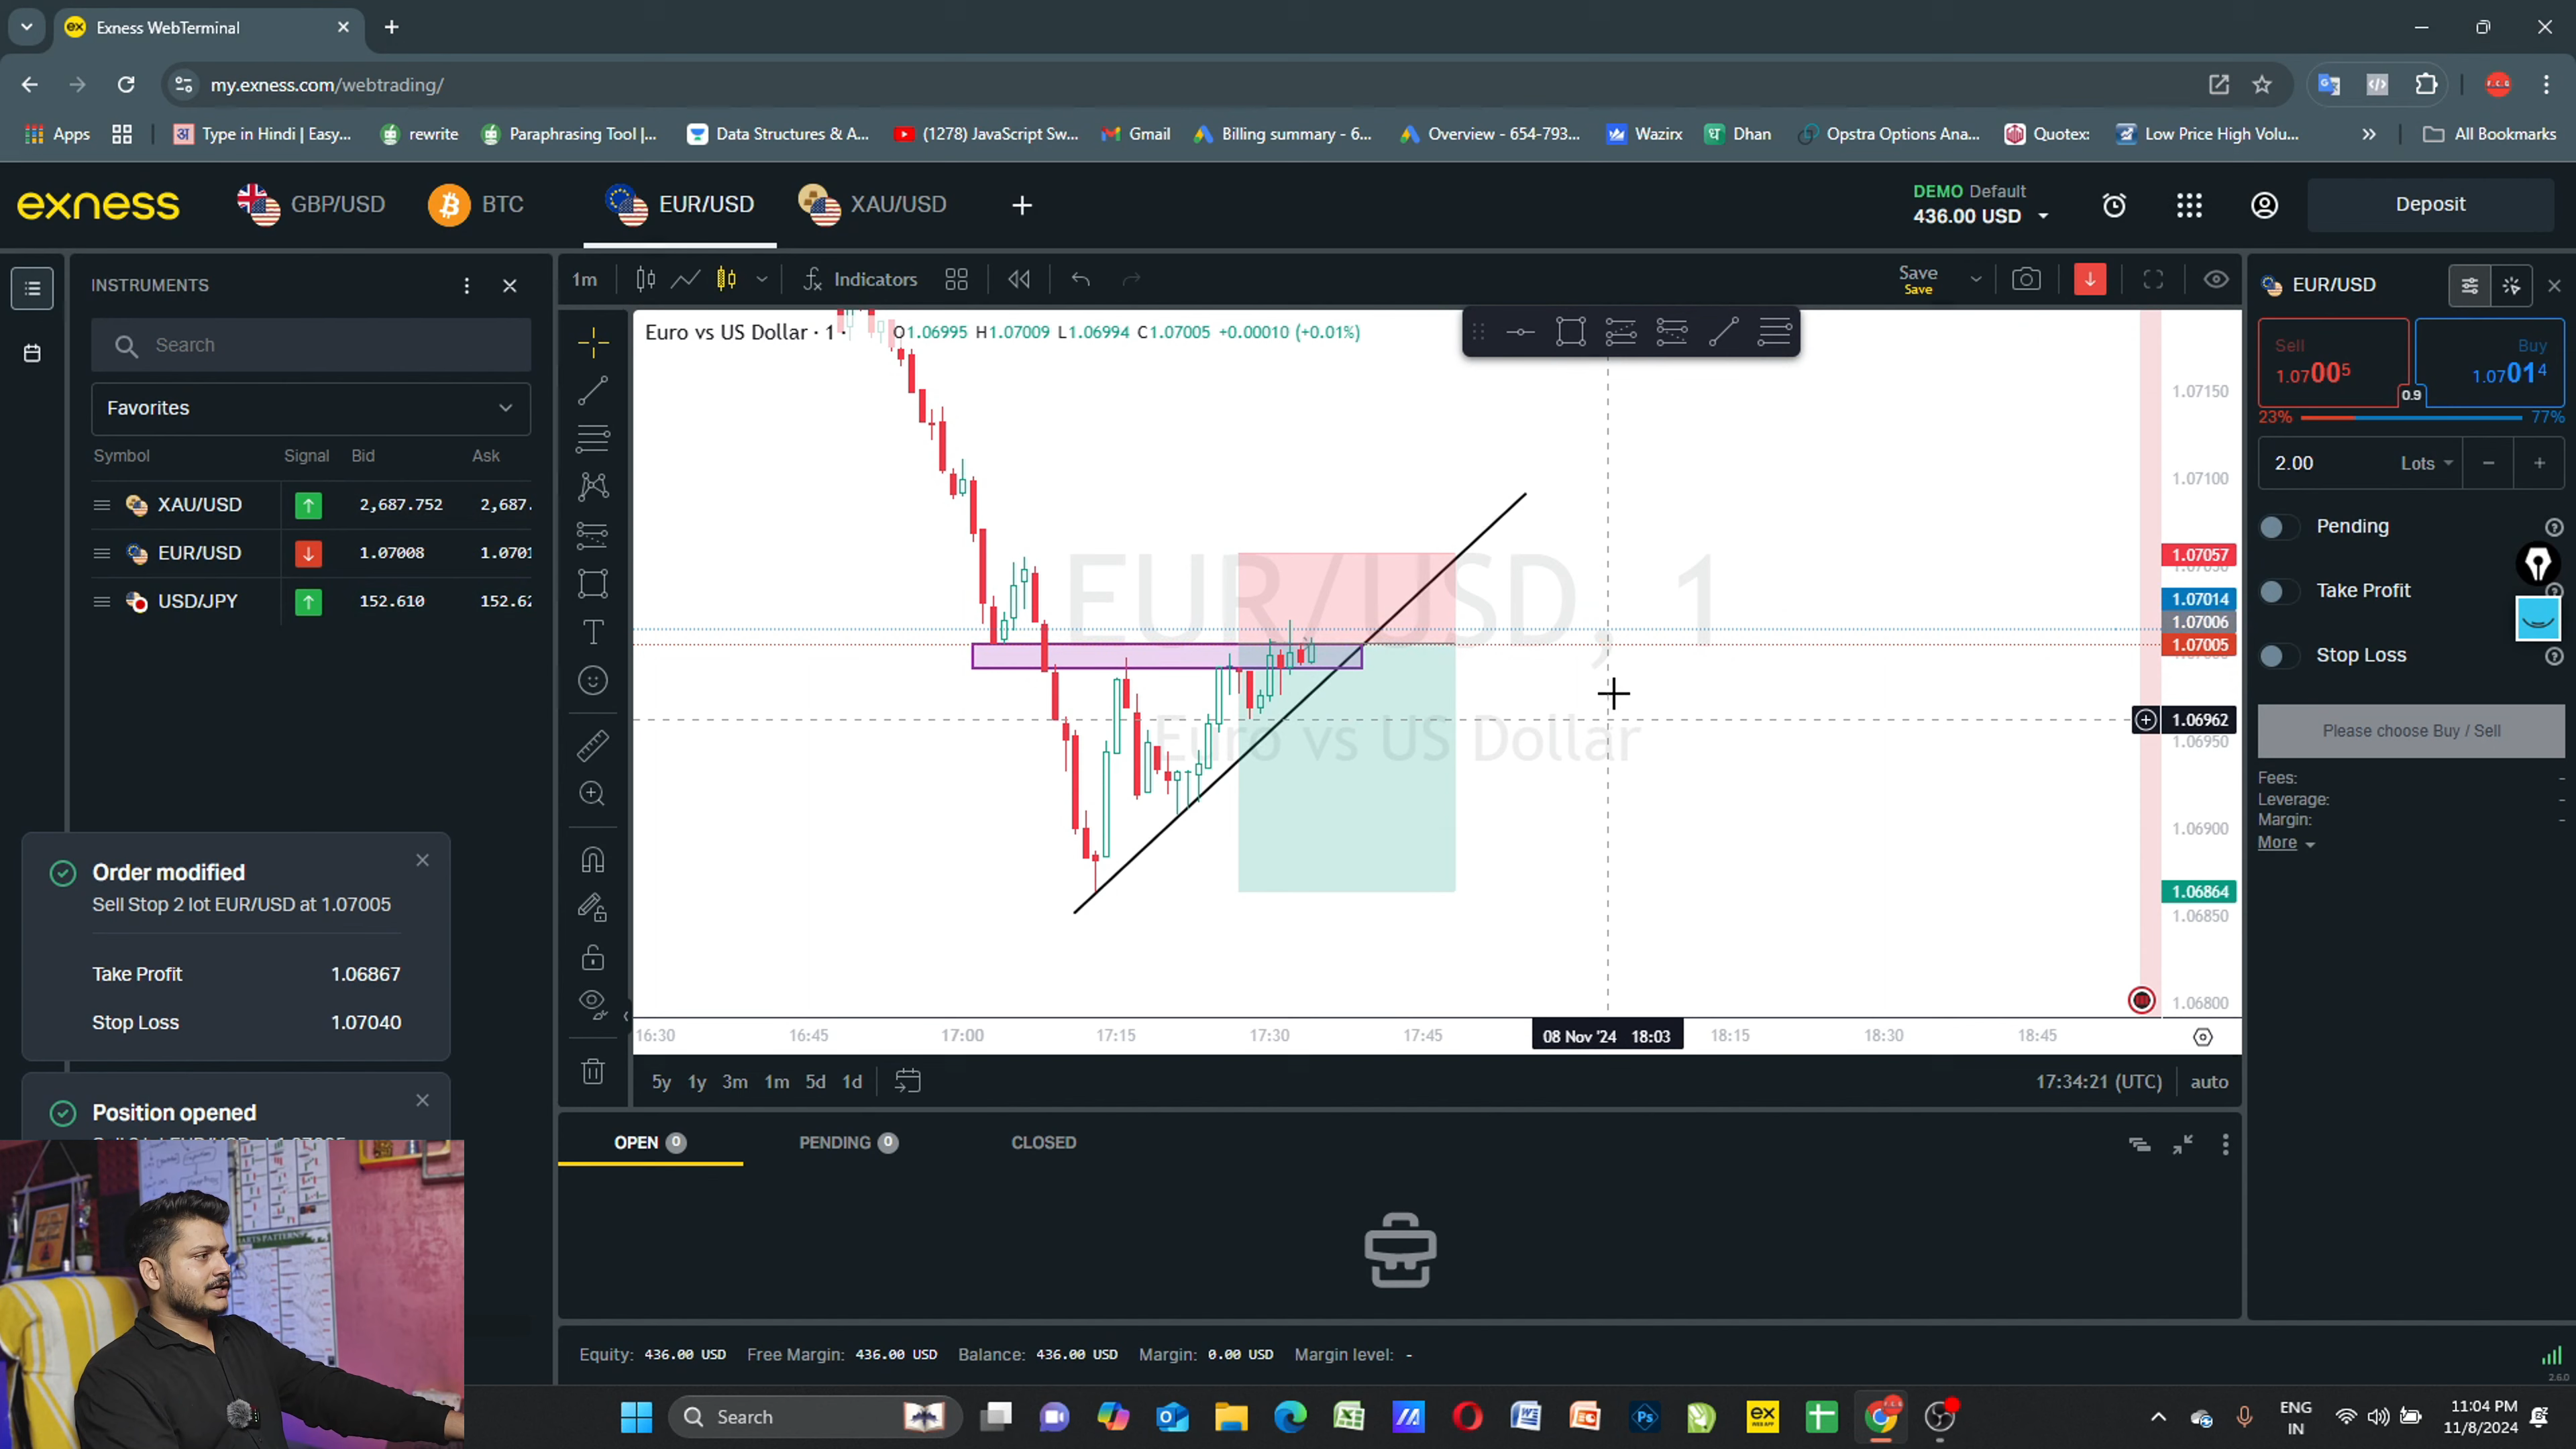 Exness WebTerminal
my.exness.com/webtrading/
Apps
Type in Hindi | Easy...
rewrite
Paraphrasing Tool |...
Data Structures & A...
(1278) JavaScript Sw...
Gmail
Billing summary - 6...
Overview - 654-793...
Wazirx
Dhan
Opstra Options Ana...
Quotex:
Low Price High Volu...
All Bookmarks
exness
GBP/USD
BTC
EUR/USD
XAU/USD
DEMO Default
436.00 USD
Deposit
INSTRUMENTS
Search
Favorites
Symbol Signal Bid Ask
XAU/USD 2,687.752 2,687.
EUR/USD 1.07008 1.0701
USD/JPY 152.610 152.62
Order modified
Sell Stop 2 lot EUR/USD at 1.07005
Take Profit 1.06867
Stop Loss 1.07040
Position opened
1m
Indicators
Save
Save
Euro vs US Dollar · 1 ·
O1.06995 H1.07009 L1.06994 C1.07005 +0.00010 (+0.01%)
EUR/USD, 1
Euro vs US Dollar
1.07150
1.07100
1.07057
1.07014
1.07006
1.07005
1.06962
1.06950
1.06900
1.06864
1.06850
1.06800
16:30 16:45 17:00 17:15 17:30 17:45 08 Nov '24 18:03 18:15 18:30 18:45
5y 1y 3m 1m 5d 1d
17:34:21 (UTC) auto
OPEN 0
PENDING 0
CLOSED
Equity: 436.00 USD Free Margin: 436.00 USD Balance: 436.00 USD Margin: 0.00 USD Margin level: -
2.6.0
EUR/USD
Sell
1.07005
Buy
1.07014
0.9
23% 77%
2.00 Lots
Pending
Take Profit
Stop Loss
Please choose Buy / Sell
Fees: -
Leverage: -
Margin: -
More
CHARTS PATTERNS
Search
ENG
IN
11:04 PM
11/8/2024